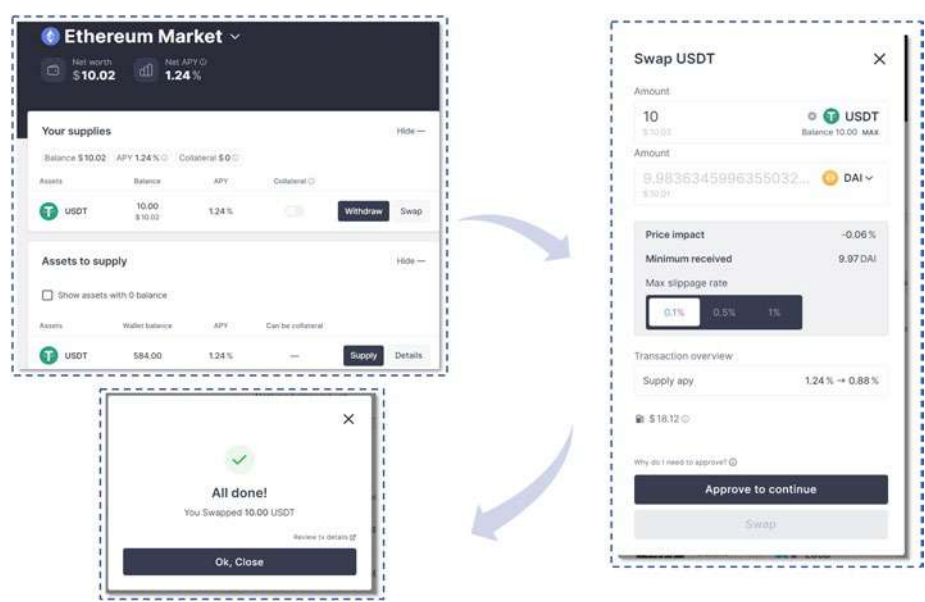 Ethereum Market
Net worth
$10.02
Net APY
1.24%
Your supplies
Hide —
Balance $10.02 APY 1.24% Collateral $0
Assets Balance APY Collateral
USDT 10.00 1.24% Withdraw Swap
$10.02
Assets to supply
Hide —
Show assets with 0 balance
Assets Wallet balance APY Can be collateral
USDT 584.00 1.24% — Supply Details
Swap USDT
Amount
10 USDT
$10.02 Balance 10.00 MAX
Amount
9.9836345996355032... DAI
$10.01
Price impact -0.06%
Minimum received 9.97 DAI
Max slippage rate
0.1% 0.5% 1%
Transaction overview
Supply apy 1.24% → 0.88%
$18.12
Why do I need to approve?
Approve to continue
Swap
All done!
You Swapped 10.00 USDT
Review tx details
Ok, Close